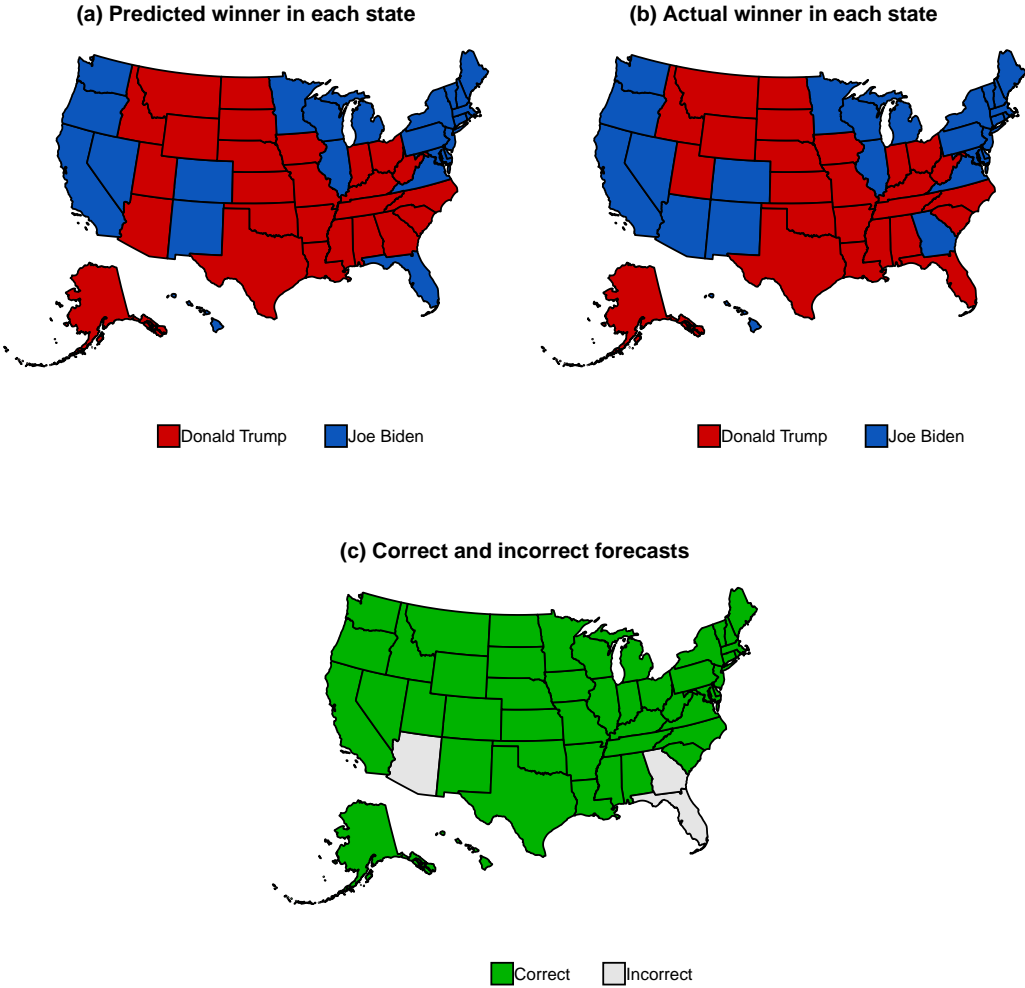 (a) Predicted winner in each state
(b) Actual winner in each state
Donald Trump
Joe Biden
Donald Trump
Joe Biden
(c) Correct and incorrect forecasts
Correct
Incorrect